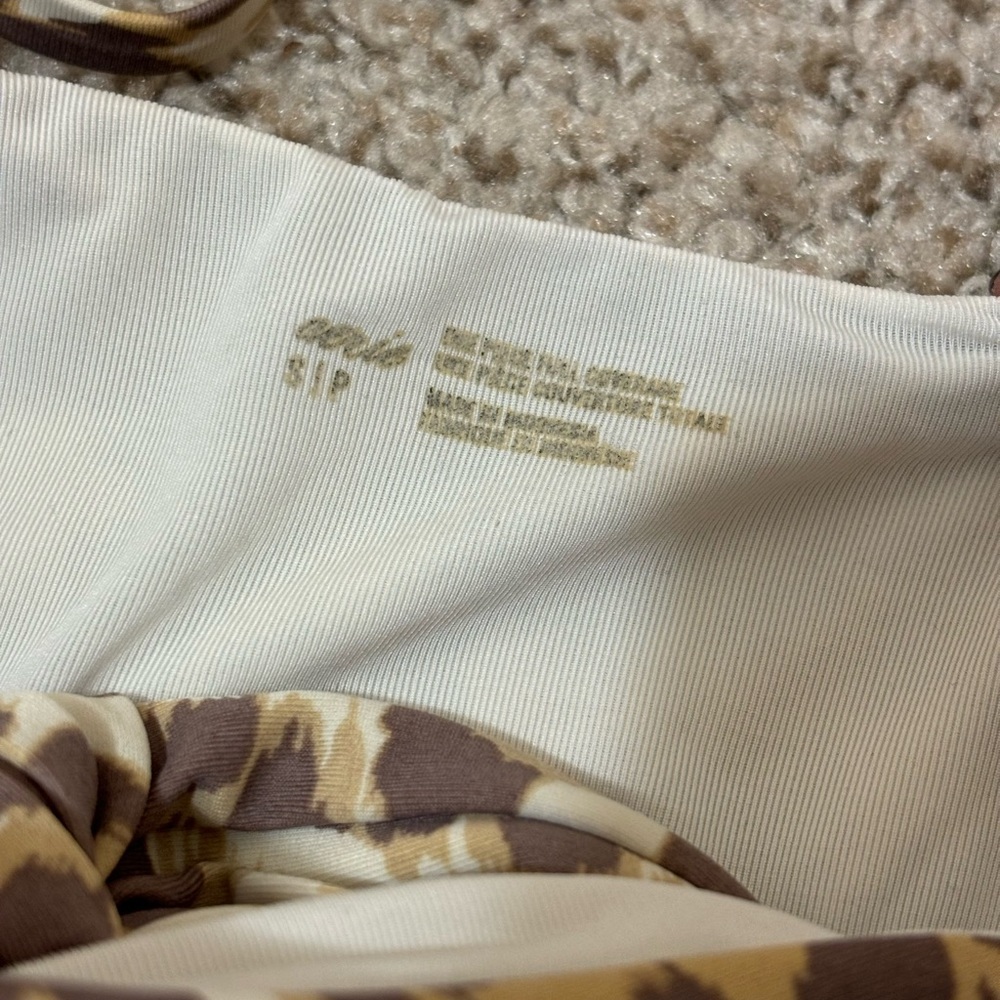 aerie
S | P
ONE PIECE FULL COVERAGE
UNE PIÈCE COUVERTURE TOTALE
MADE IN INDONESIA
FABRIQUÉ EN INDONÉSIE